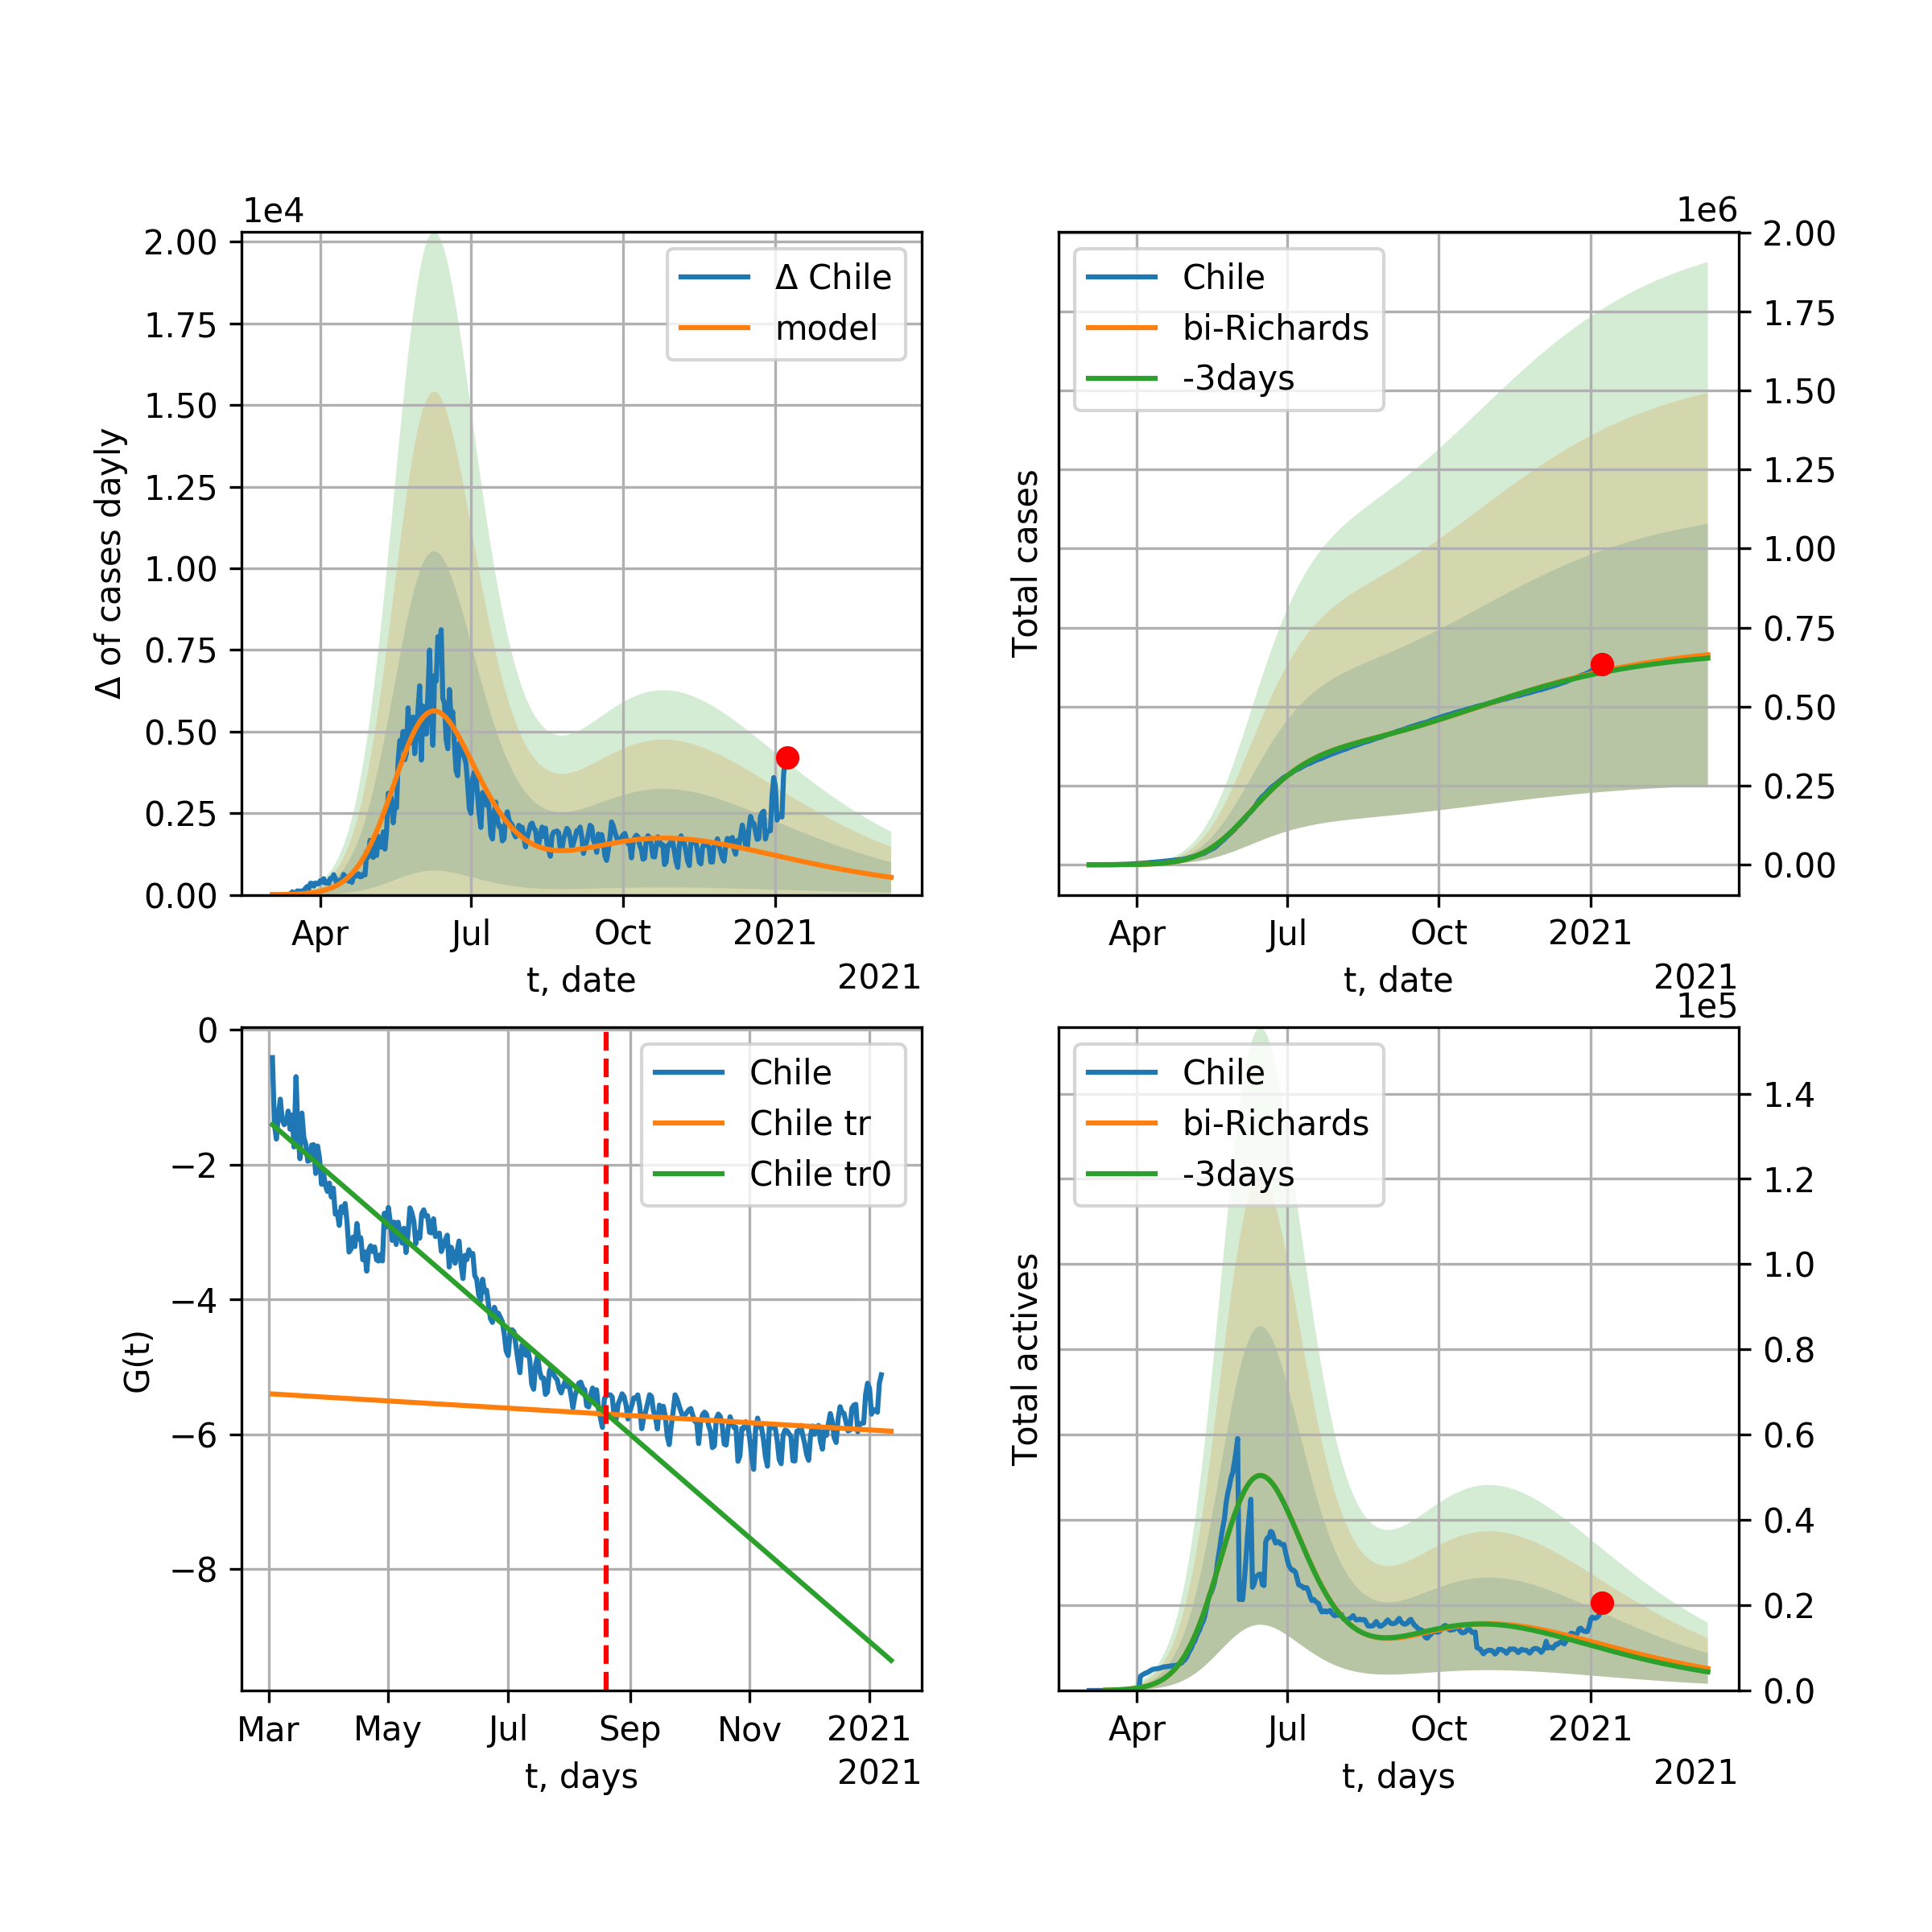 1e4
2.00
1.75
1.50
1.25
1.00
0.75
0.50
0.25
0.00
Δ of cases dayly
Δ Chile
model
Apr
Jul
Oct
2021
t, date
2021
1e6
2.00
1.75
1.50
1.25
1.00
0.75
0.50
0.25
0.00
Total cases
Chile
bi-Richards
-3days
Apr
Jul
Oct
2021
t, date
2021
0
−2
−4
−6
−8
G(t)
Chile
Chile tr
Chile tr0
Mar
May
Jul
Sep
Nov
2021
t, days
2021
1e5
1.4
1.2
1.0
0.8
0.6
0.4
0.2
0.0
Total actives
Chile
bi-Richards
-3days
Apr
Jul
Oct
2021
t, days
2021